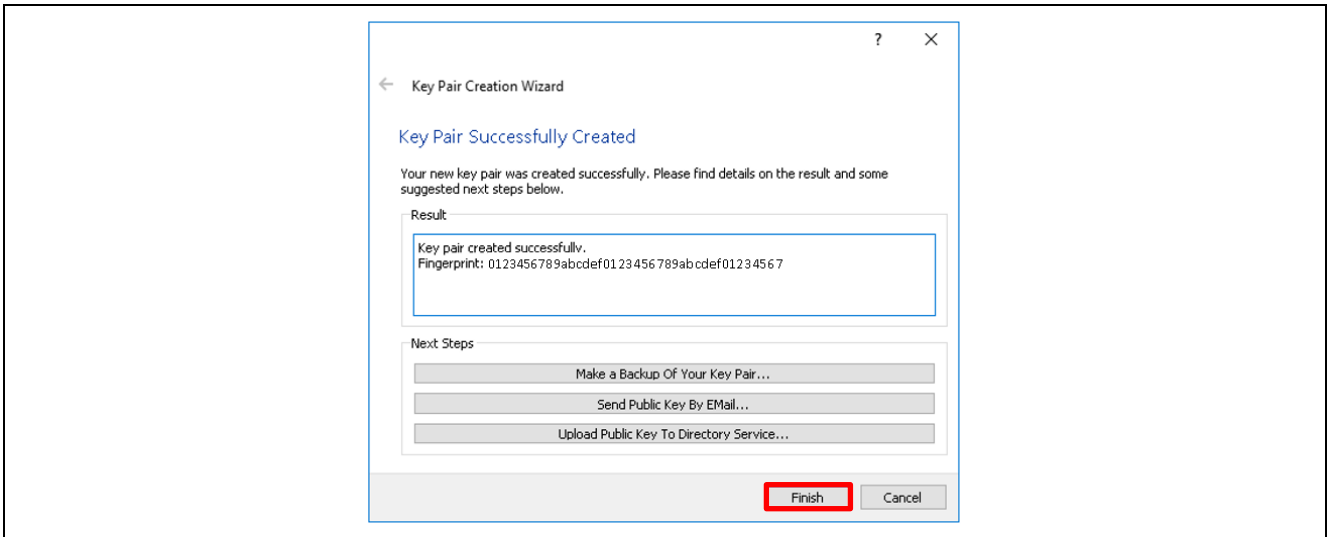 ?
Key Pair Creation Wizard
Key Pair Successfully Created
Your new key pair was created successfully. Please find details on the result and some
suggested next steps below.
Result
Key pair created successfully.
Fingerprint: 0123456789abcdef0123456789abcdef01234567
Next Steps
Make a Backup Of Your Key Pair...
Send Public Key By EMail...
Upload Public Key To Directory Service...
Finish Cancel